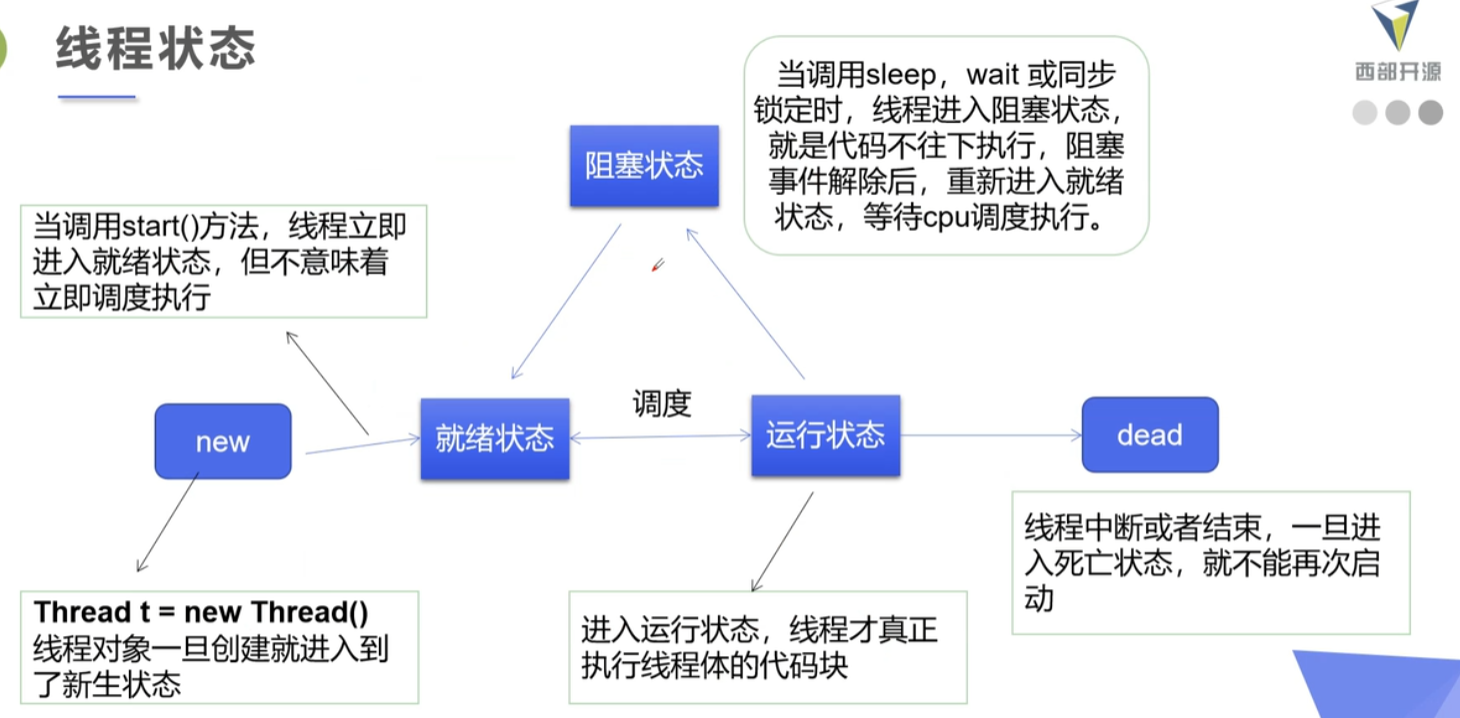 线程状态
西部开源
当调用sleep，wait 或同步
锁定时，线程进入阻塞状态，
就是代码不往下执行，阻塞
事件解除后，重新进入就绪
状态，等待cpu调度执行。
阻塞状态
当调用start()方法，线程立即
进入就绪状态，但不意味着
立即调度执行
new
就绪状态
调度
运行状态
dead
Thread t = new Thread()
线程对象一旦创建就进入到
了新生状态
进入运行状态，线程才真正
执行线程体的代码块
线程中断或者结束，一旦进
入死亡状态，就不能再次启
动